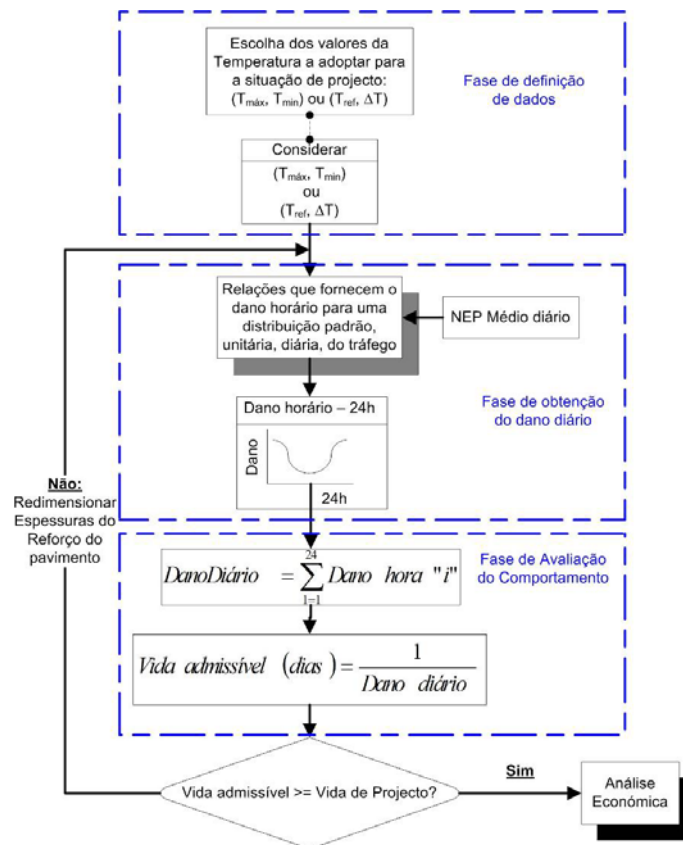 Escolha dos valores da
Temperatura a adoptar para
a situação de projecto:
(Tmáx, Tmin) ou (Tref, ΔT)
Fase de definição
de dados
Considerar
(Tmáx, Tmin)
ou
(Tref, ΔT)
Relações que fornecem o
dano horário para uma
distribuição padrão,
unitária, diária, do tráfego
NEP Médio diário
Fase de obtenção
do dano diário
Dano horário – 24h
Dano
24h
Não:
Redimensionar
Espessuras do
Reforço do
pavimento
Fase de Avaliação
do Comportamento
DanoDiário = 24 ∑ 1=1 Dano hora "i"
Vida admissível (dias) = 1 / Dano diário
Vida admissível >= Vida de Projecto?
Sim
Análise
Económica